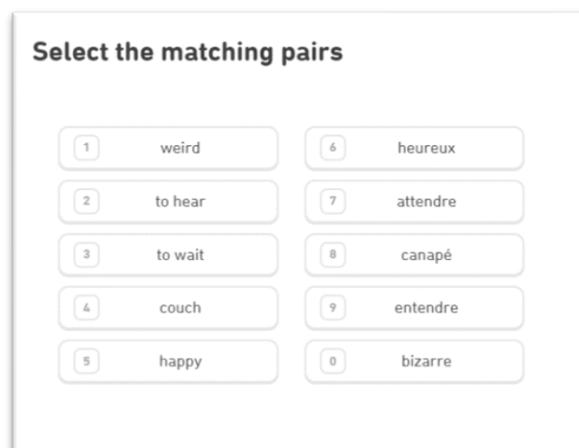 Select the matching pairs
1 weird 6 heureux
2 to hear 7 attendre
3 to wait 8 canapé
4 couch 9 entendre
5 happy 0 bizarre